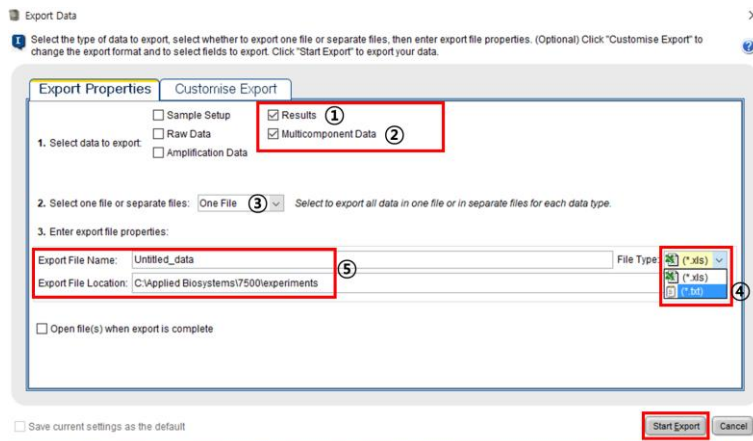 Export Data
Select the type of data to export, select whether to export one file or separate files, then enter export file properties. (Optional) Click "Customise Export" to
change the export format and to select fields to export. Click "Start Export" to export your data.
Export Properties Customise Export
Sample Setup Results ①
1. Select data to export: Raw Data Multicomponent Data ②
Amplification Data
2. Select one file or separate files: One File ③ Select to export all data in one file or in separate files for each data type.
3. Enter export file properties:
Export File Name: Untitled_data File Type: (*.xls)
⑤
Export File Location: C:\Applied Biosystems\7500\experiments (*.xls)
(*.txt) ④
Open file(s) when export is complete
Save current settings as the default Start Export Cancel